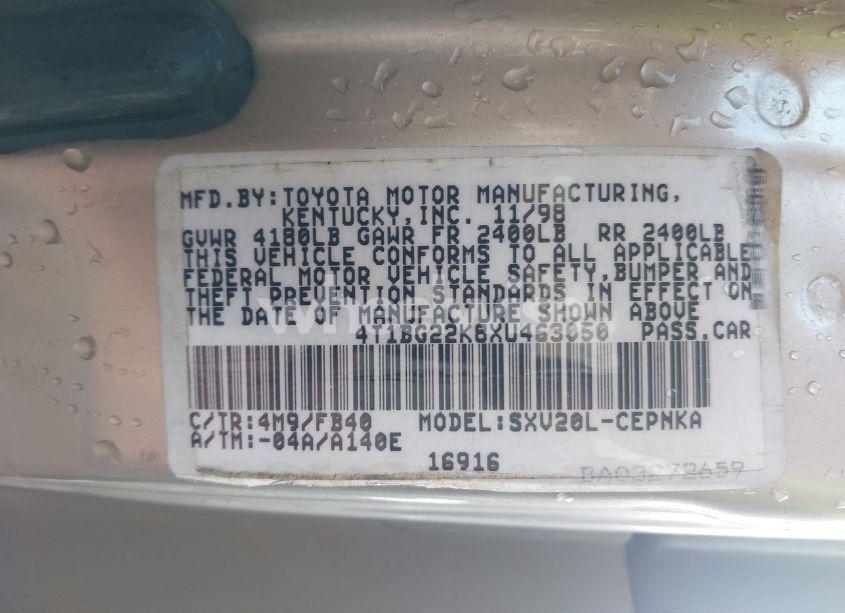 MFD.BY:TOYOTA MOTOR MANUFACTURING,
KENTUCKY,INC. 11/98
GVWR 4180LB GAWR FR 2400LB RR 2400LB
THIS VEHICLE CONFORMS TO ALL APPLICABLE
FEDERAL MOTOR VEHICLE SAFETY,BUMPER AND
THEFT PREVENTION STANDARDS IN EFFECT ON
THE DATE OF MANUFACTURE SHOWN ABOVE
PASS.CAR
C/TR:4M9/FB40 MODEL:SXV20L-CEPNKA
A/TM:-04A/A140E
16916